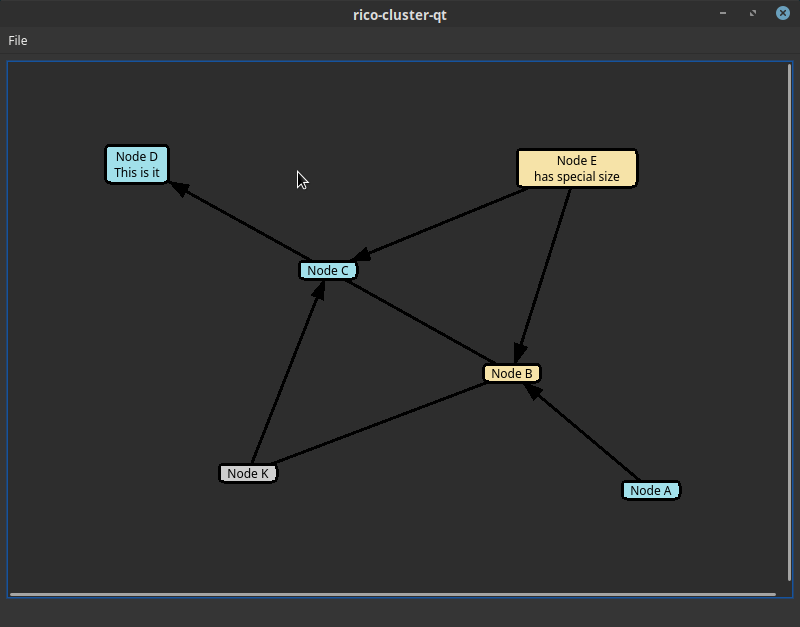 rico-cluster-qt
File
Node D
This is it
Node E
has special size
Node C
Node B
Node K
Node A